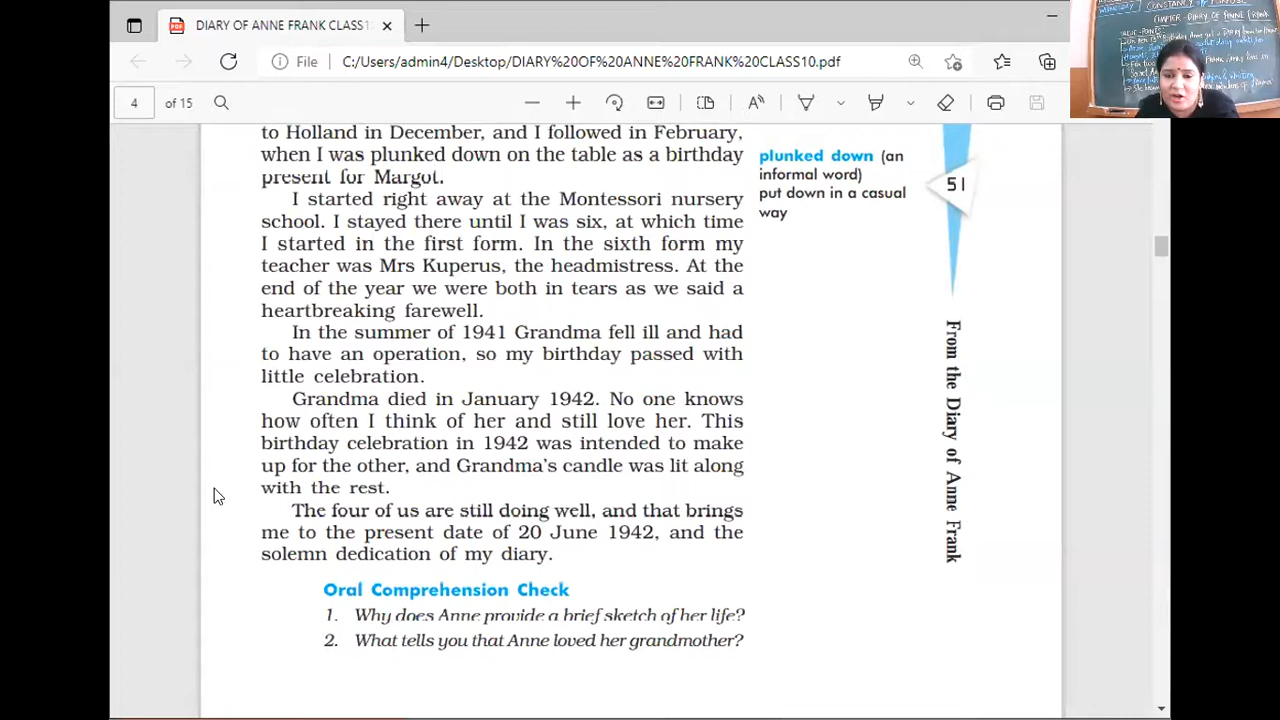 DIARY OF ANNE FRANK CLASS1
File
C:/Users/admin4/Desktop/DIARY%20OF%20ANNE%20FRANK%20CLASS10.pdf
4 of 15
to Holland in December, and I followed in February,
when I was plunked down on the table as a birthday
present for Margot.
I started right away at the Montessori nursery
school. I stayed there until I was six, at which time
I started in the first form. In the sixth form my
teacher was Mrs Kuperus, the headmistress. At the
end of the year we were both in tears as we said a
heartbreaking farewell.
In the summer of 1941 Grandma fell ill and had
to have an operation, so my birthday passed with
little celebration.
Grandma died in January 1942. No one knows
how often I think of her and still love her. This
birthday celebration in 1942 was intended to make
up for the other, and Grandma's candle was lit along
with the rest.
The four of us are still doing well, and that brings
me to the present date of 20 June 1942, and the
solemn dedication of my diary.
Oral Comprehension Check
1. Why does Anne provide a brief sketch of her life?
2. What tells you that Anne loved her grandmother?
plunked down (an
informal word)
put down in a casual
way
51
From the Diary of Anne Frank
CONSTANCY OF PURPOSE
CHAPTER - DIARY OF ANNE FRANK